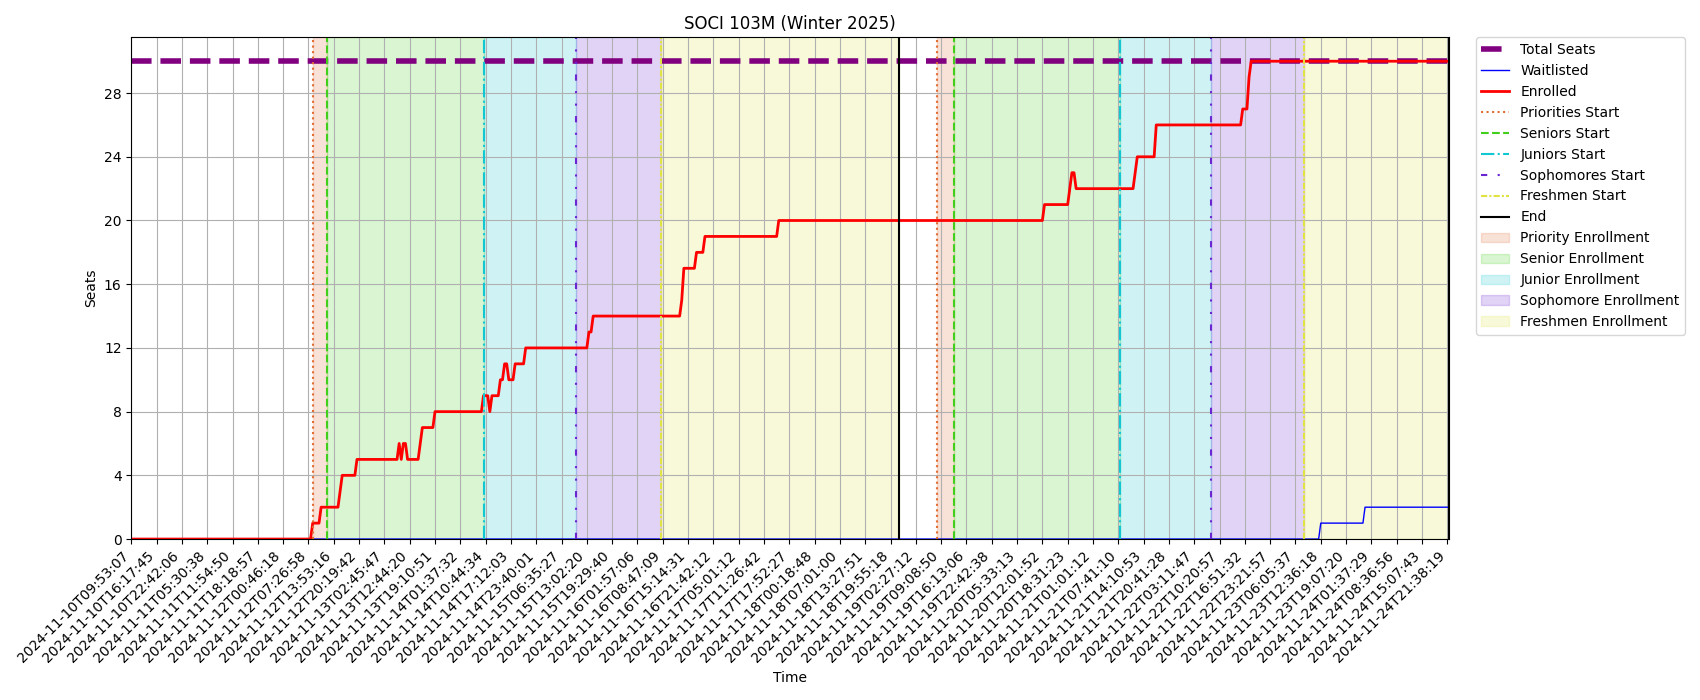 SOCI 103M (Winter 2025)
Seats
28
24
20
16
12
8
4
0
2024-11-10T09:53:07
2024-11-10T16:17:45
2024-11-10T22:42:06
2024-11-11T05:30:38
2024-11-11T11:54:50
2024-11-11T18:18:57
2024-11-12T00:46:18
2024-11-12T07:26:58
2024-11-12T13:53:16
2024-11-12T20:19:42
2024-11-13T02:45:47
2024-11-13T12:44:20
2024-11-13T19:10:51
2024-11-14T01:37:32
2024-11-14T10:44:34
2024-11-14T17:12:03
2024-11-14T23:40:01
2024-11-15T06:35:27
2024-11-15T13:02:29
2024-11-15T19:29:40
2024-11-16T01:57:06
2024-11-16T08:47:09
2024-11-16T15:14:31
2024-11-16T21:42:12
2024-11-17T05:01:12
2024-11-17T11:26:42
2024-11-17T17:52:27
2024-11-18T00:18:48
2024-11-18T07:01:00
2024-11-18T13:27:51
2024-11-18T19:55:18
2024-11-19T02:27:12
2024-11-19T09:08:50
2024-11-19T16:13:06
2024-11-19T22:42:38
2024-11-20T05:33:13
2024-11-20T12:01:52
2024-11-20T18:31:23
2024-11-21T01:01:12
2024-11-21T07:41:10
2024-11-21T14:10:53
2024-11-21T20:41:28
2024-11-22T03:11:47
2024-11-22T10:20:57
2024-11-22T16:51:32
2024-11-22T23:21:57
2024-11-23T06:05:37
2024-11-23T12:36:18
2024-11-23T19:07:20
2024-11-24T01:37:29
2024-11-24T08:36:56
2024-11-24T15:07:43
2024-11-24T21:38:19
Time
Total Seats
Waitlisted
Enrolled
Priorities Start
Seniors Start
Juniors Start
Sophomores Start
Freshmen Start
End
Priority Enrollment
Senior Enrollment
Junior Enrollment
Sophomore Enrollment
Freshmen Enrollment